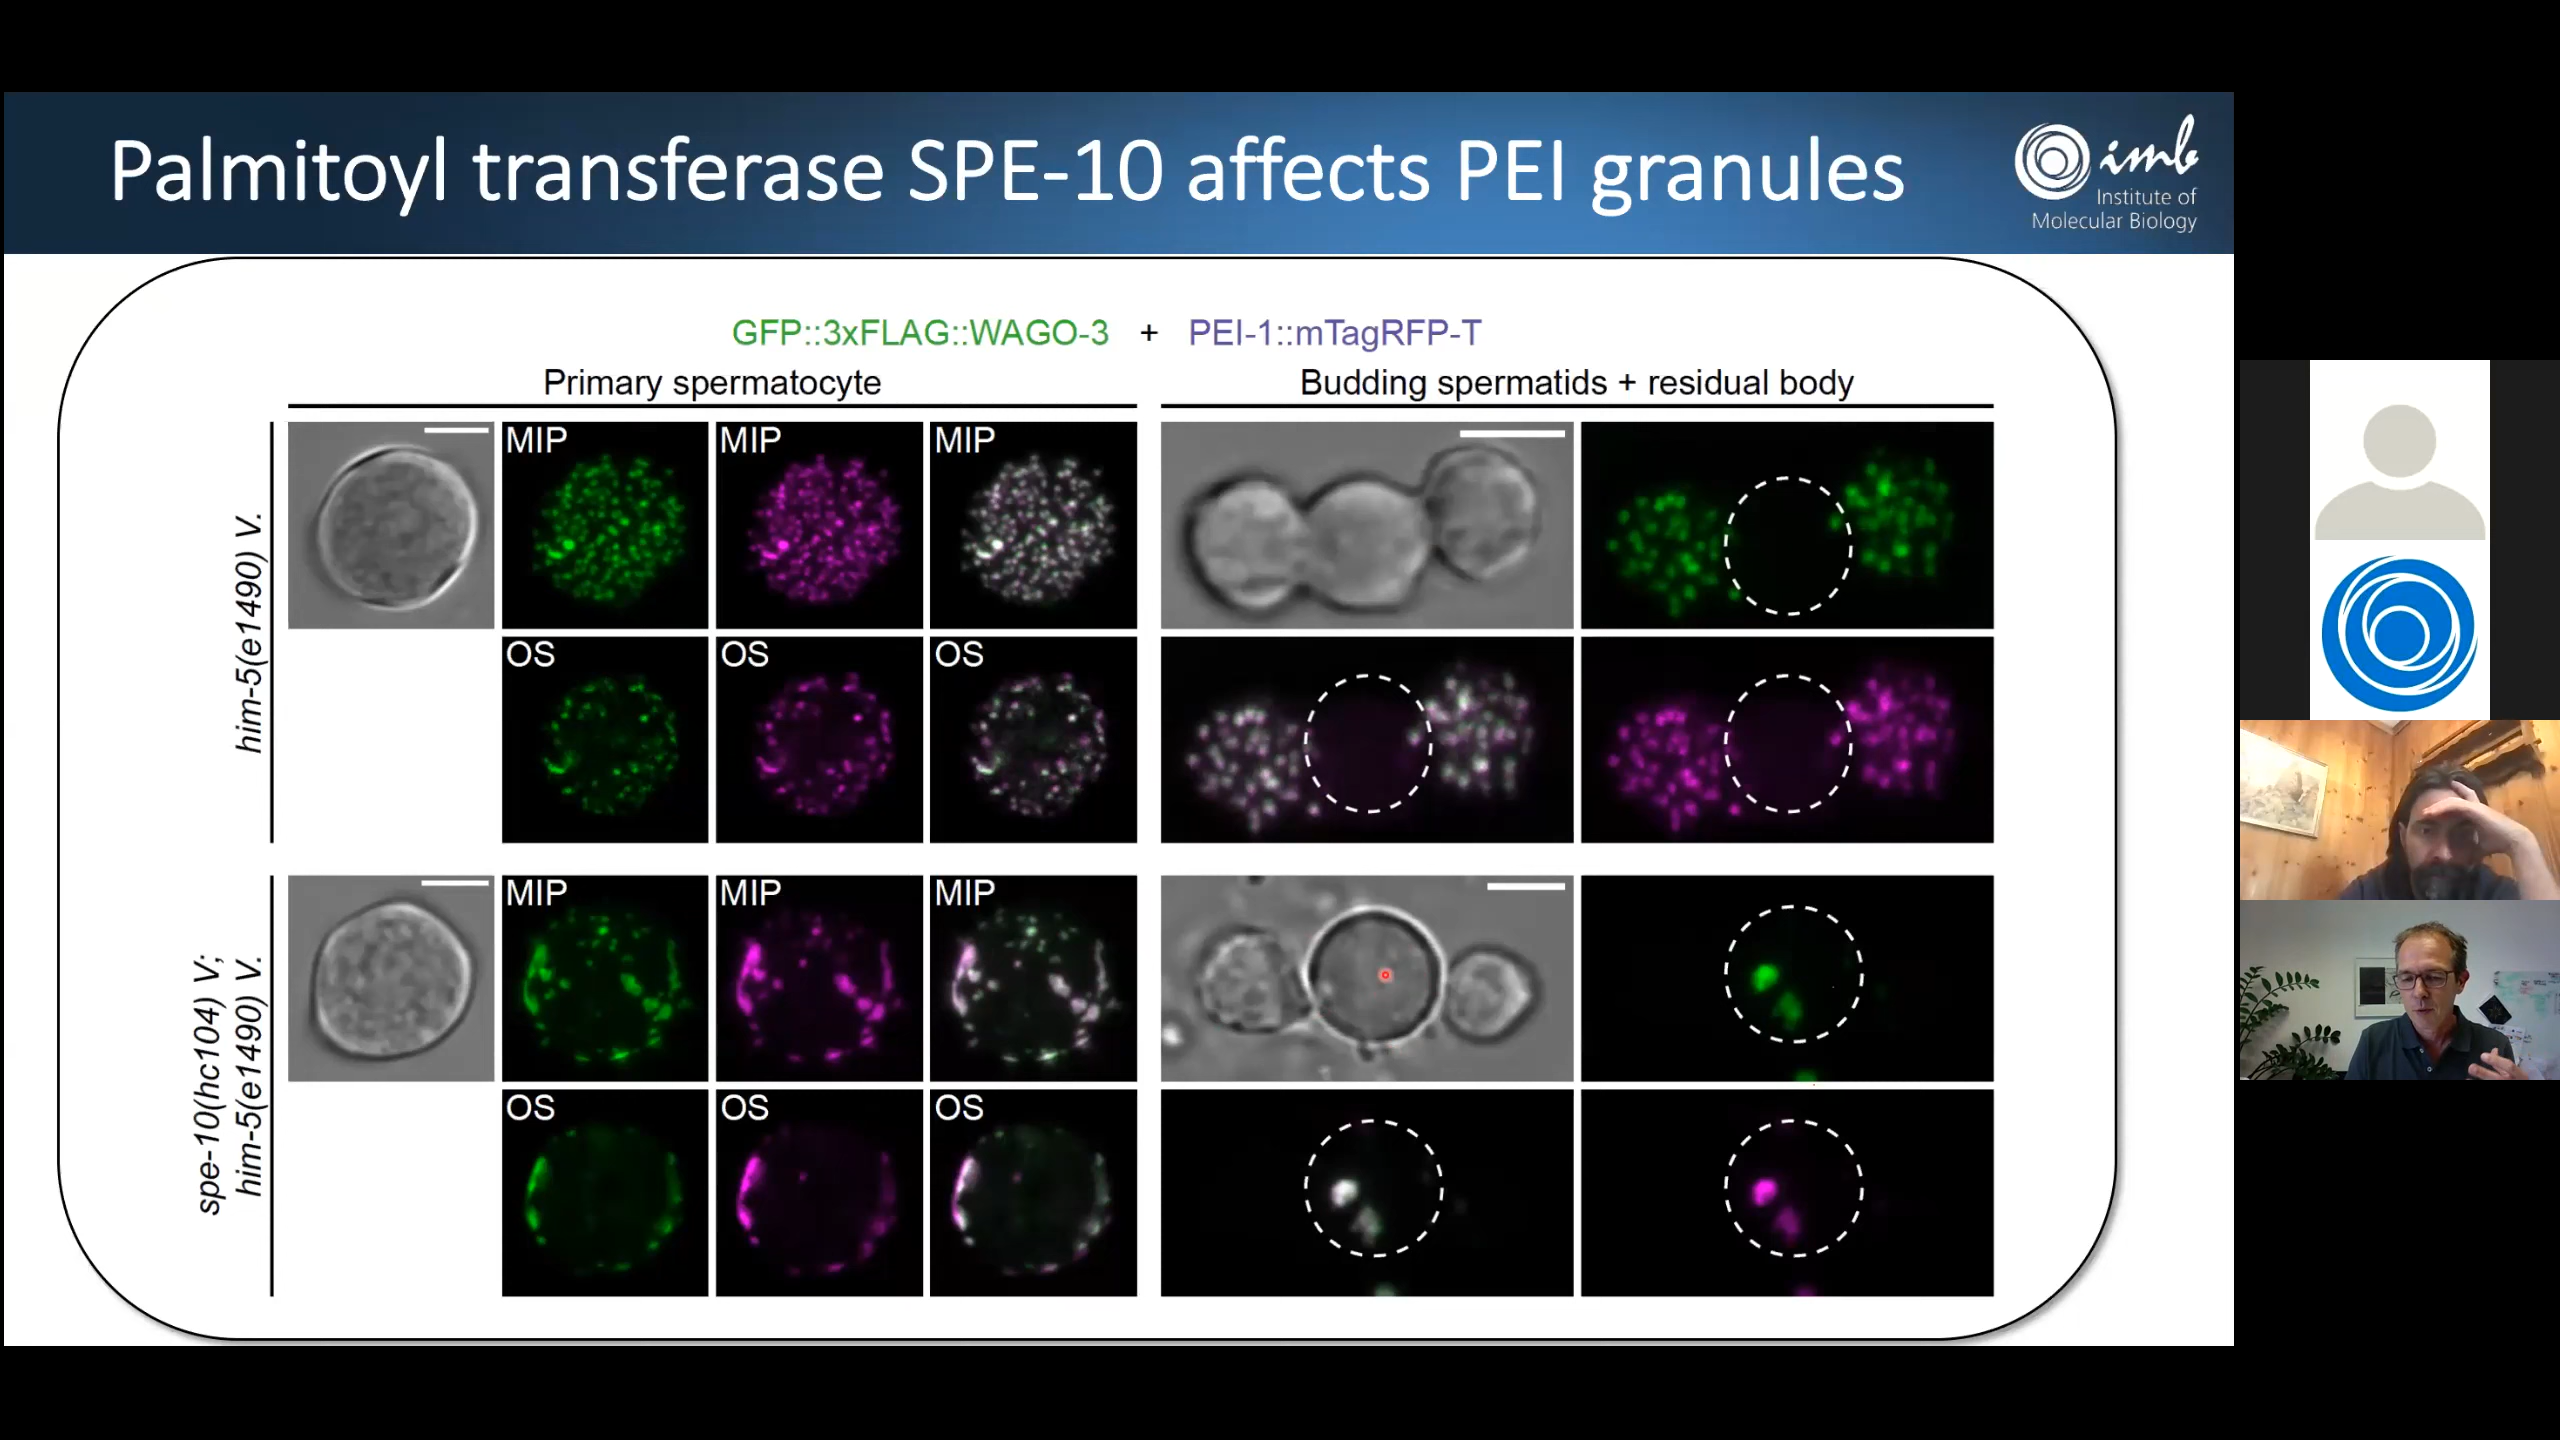 Palmitoyl transferase SPE-10 affects PEI granules
imb
Institute of
Molecular Biology
GFP::3xFLAG::WAGO-3 + PEI-1::mTagRFP-T
Primary spermatocyte
Budding spermatids + residual body
him-5(e1490) V.
MIP
MIP
MIP
OS
OS
OS
spe-10(hc104) V;
him-5(e1490) V.
MIP
MIP
MIP
OS
OS
OS